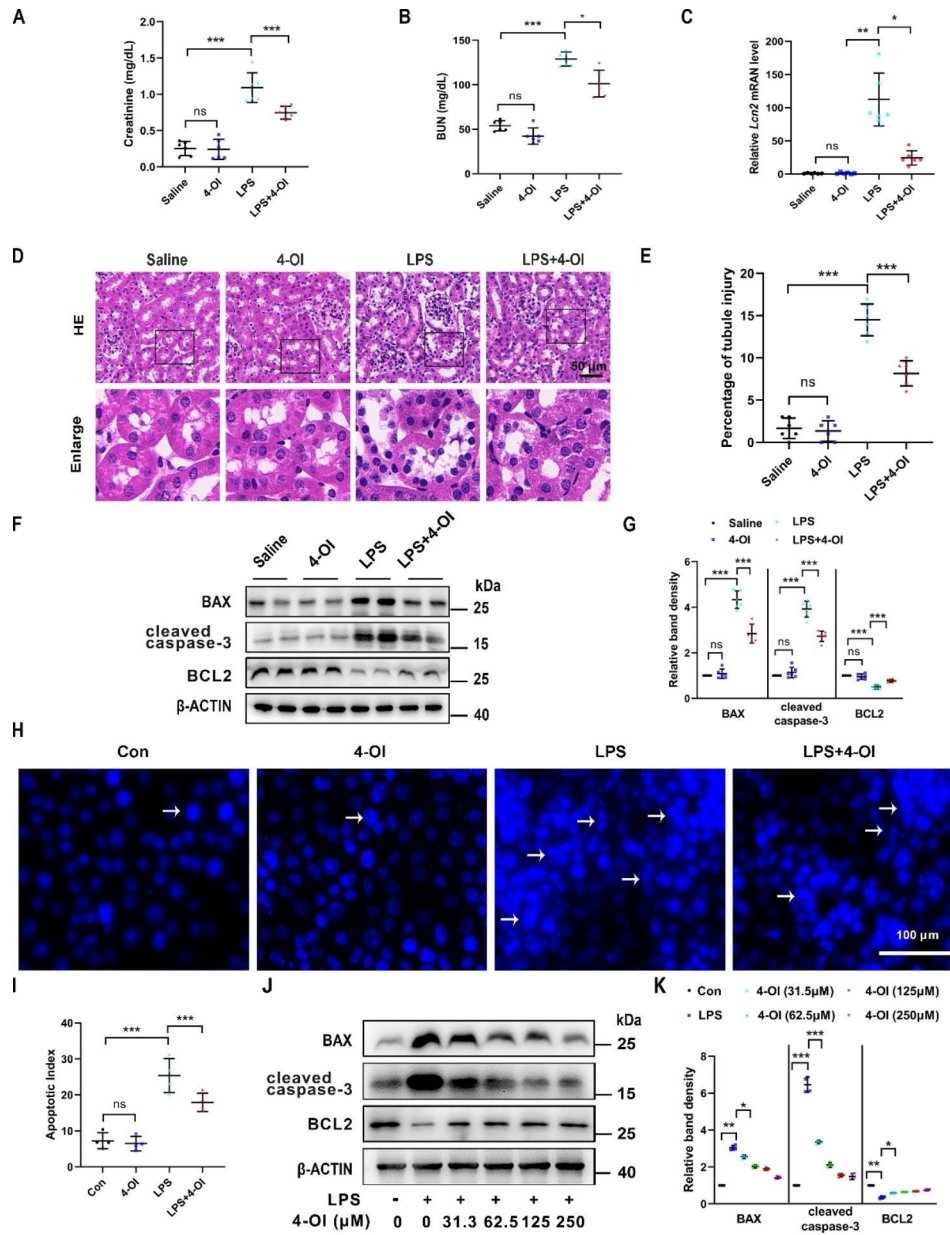 A
Creatinine (mg/dL)
2.0
1.5
1.0
0.5
0.0
***
***
ns
Saline
4-OI
LPS
LPS+4-OI
B
BUN (mg/dL)
150
100
50
0
***
*
ns
Saline
4-OI
LPS
LPS+4-OI
C
Relative Lcn2 mRAN level
250
200
150
100
50
0
**
*
ns
Saline
4-OI
LPS
LPS+4-OI
D
Saline
4-OI
LPS
LPS+4-OI
HE
50 μm
Enlarge
E
Percentage of tubule injury
20
15
10
5
0
***
***
ns
Saline
4-OI
LPS
LPS+4-OI
F
Saline
4-OI
LPS
LPS+4-OI
kDa
BAX
25
cleaved
caspase-3
15
BCL2
25
β-ACTIN
40
G
Saline
LPS
4-OI
LPS+4-OI
Relative band density
6
4
2
0
***
***
ns
***
***
ns
***
***
ns
BAX
cleaved
caspase-3
BCL2
H
Con
4-OI
LPS
LPS+4-OI
100 μm
I
Apoptotic Index
40
30
20
10
0
***
***
ns
Con
4-OI
LPS
LPS+4-OI
J
kDa
BAX
25
cleaved
caspase-3
15
BCL2
25
β-ACTIN
40
LPS - + + + + +
4-OI (μM) 0 0 31.3 62.5 125 250
K
Con
4-OI (31.5μM)
4-OI (125μM)
LPS
4-OI (62.5μM)
4-OI (250μM)
Relative band density
8
6
4
2
0
**
*
***
***
**
*
BAX
cleaved
caspase-3
BCL2